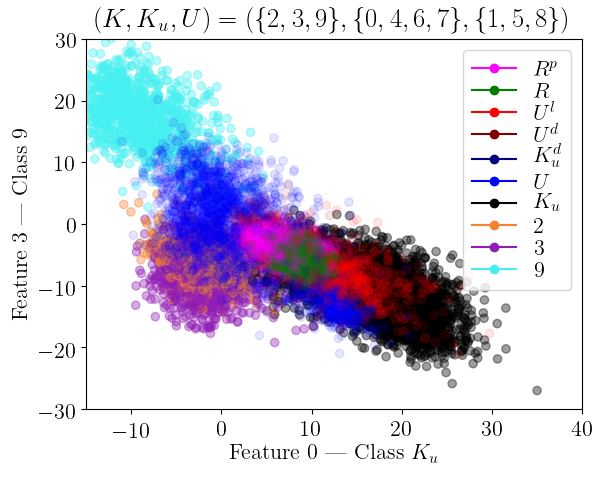 (K, K_u, U) = ({2, 3, 9}, {0, 4, 6, 7}, {1, 5, 8})
30
20
10
0
−10
−20
−30
Feature 3 — Class 9
−10 0 10 20 30 40
Feature 0 — Class K_u
R^p
R
U^l
U^d
K_u^d
U
K_u
2
3
9